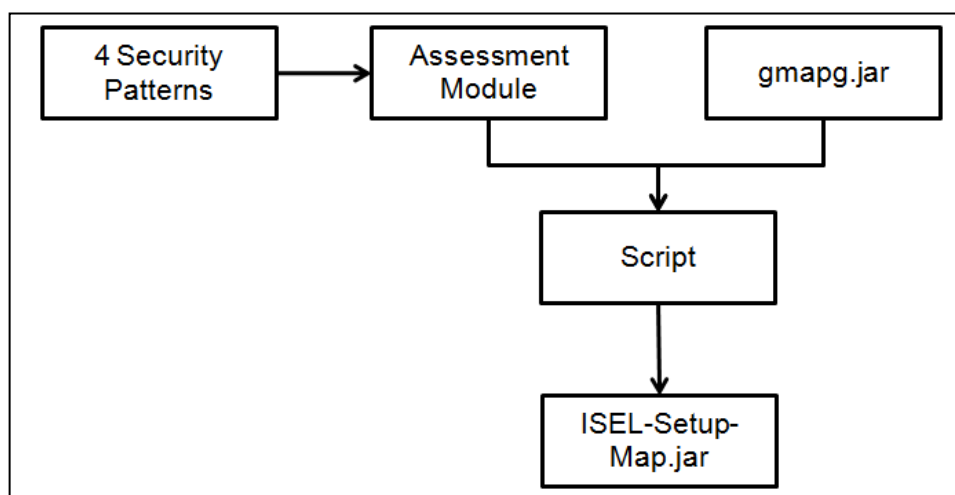 4 Security
Patterns
Assessment
Module
gmapg.jar
Script
ISEL-Setup-
Map.jar